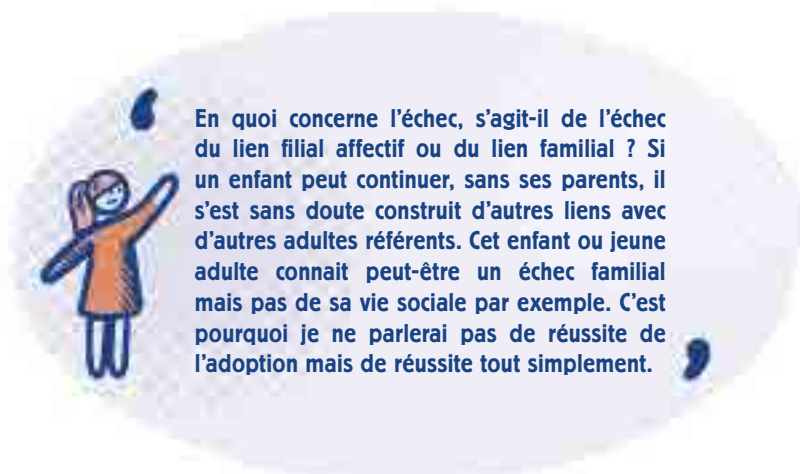 En quoi concerne l'échec, s'agit-il de l'échec
du lien filial affectif ou du lien familial ? Si
un enfant peut continuer, sans ses parents, il
s'est sans doute construit d'autres liens avec
d'autres adultes référents. Cet enfant ou jeune
adulte connait peut-être un échec familial
mais pas de sa vie sociale par exemple. C'est
pourquoi je ne parlerai pas de réussite de
l'adoption mais de réussite tout simplement.